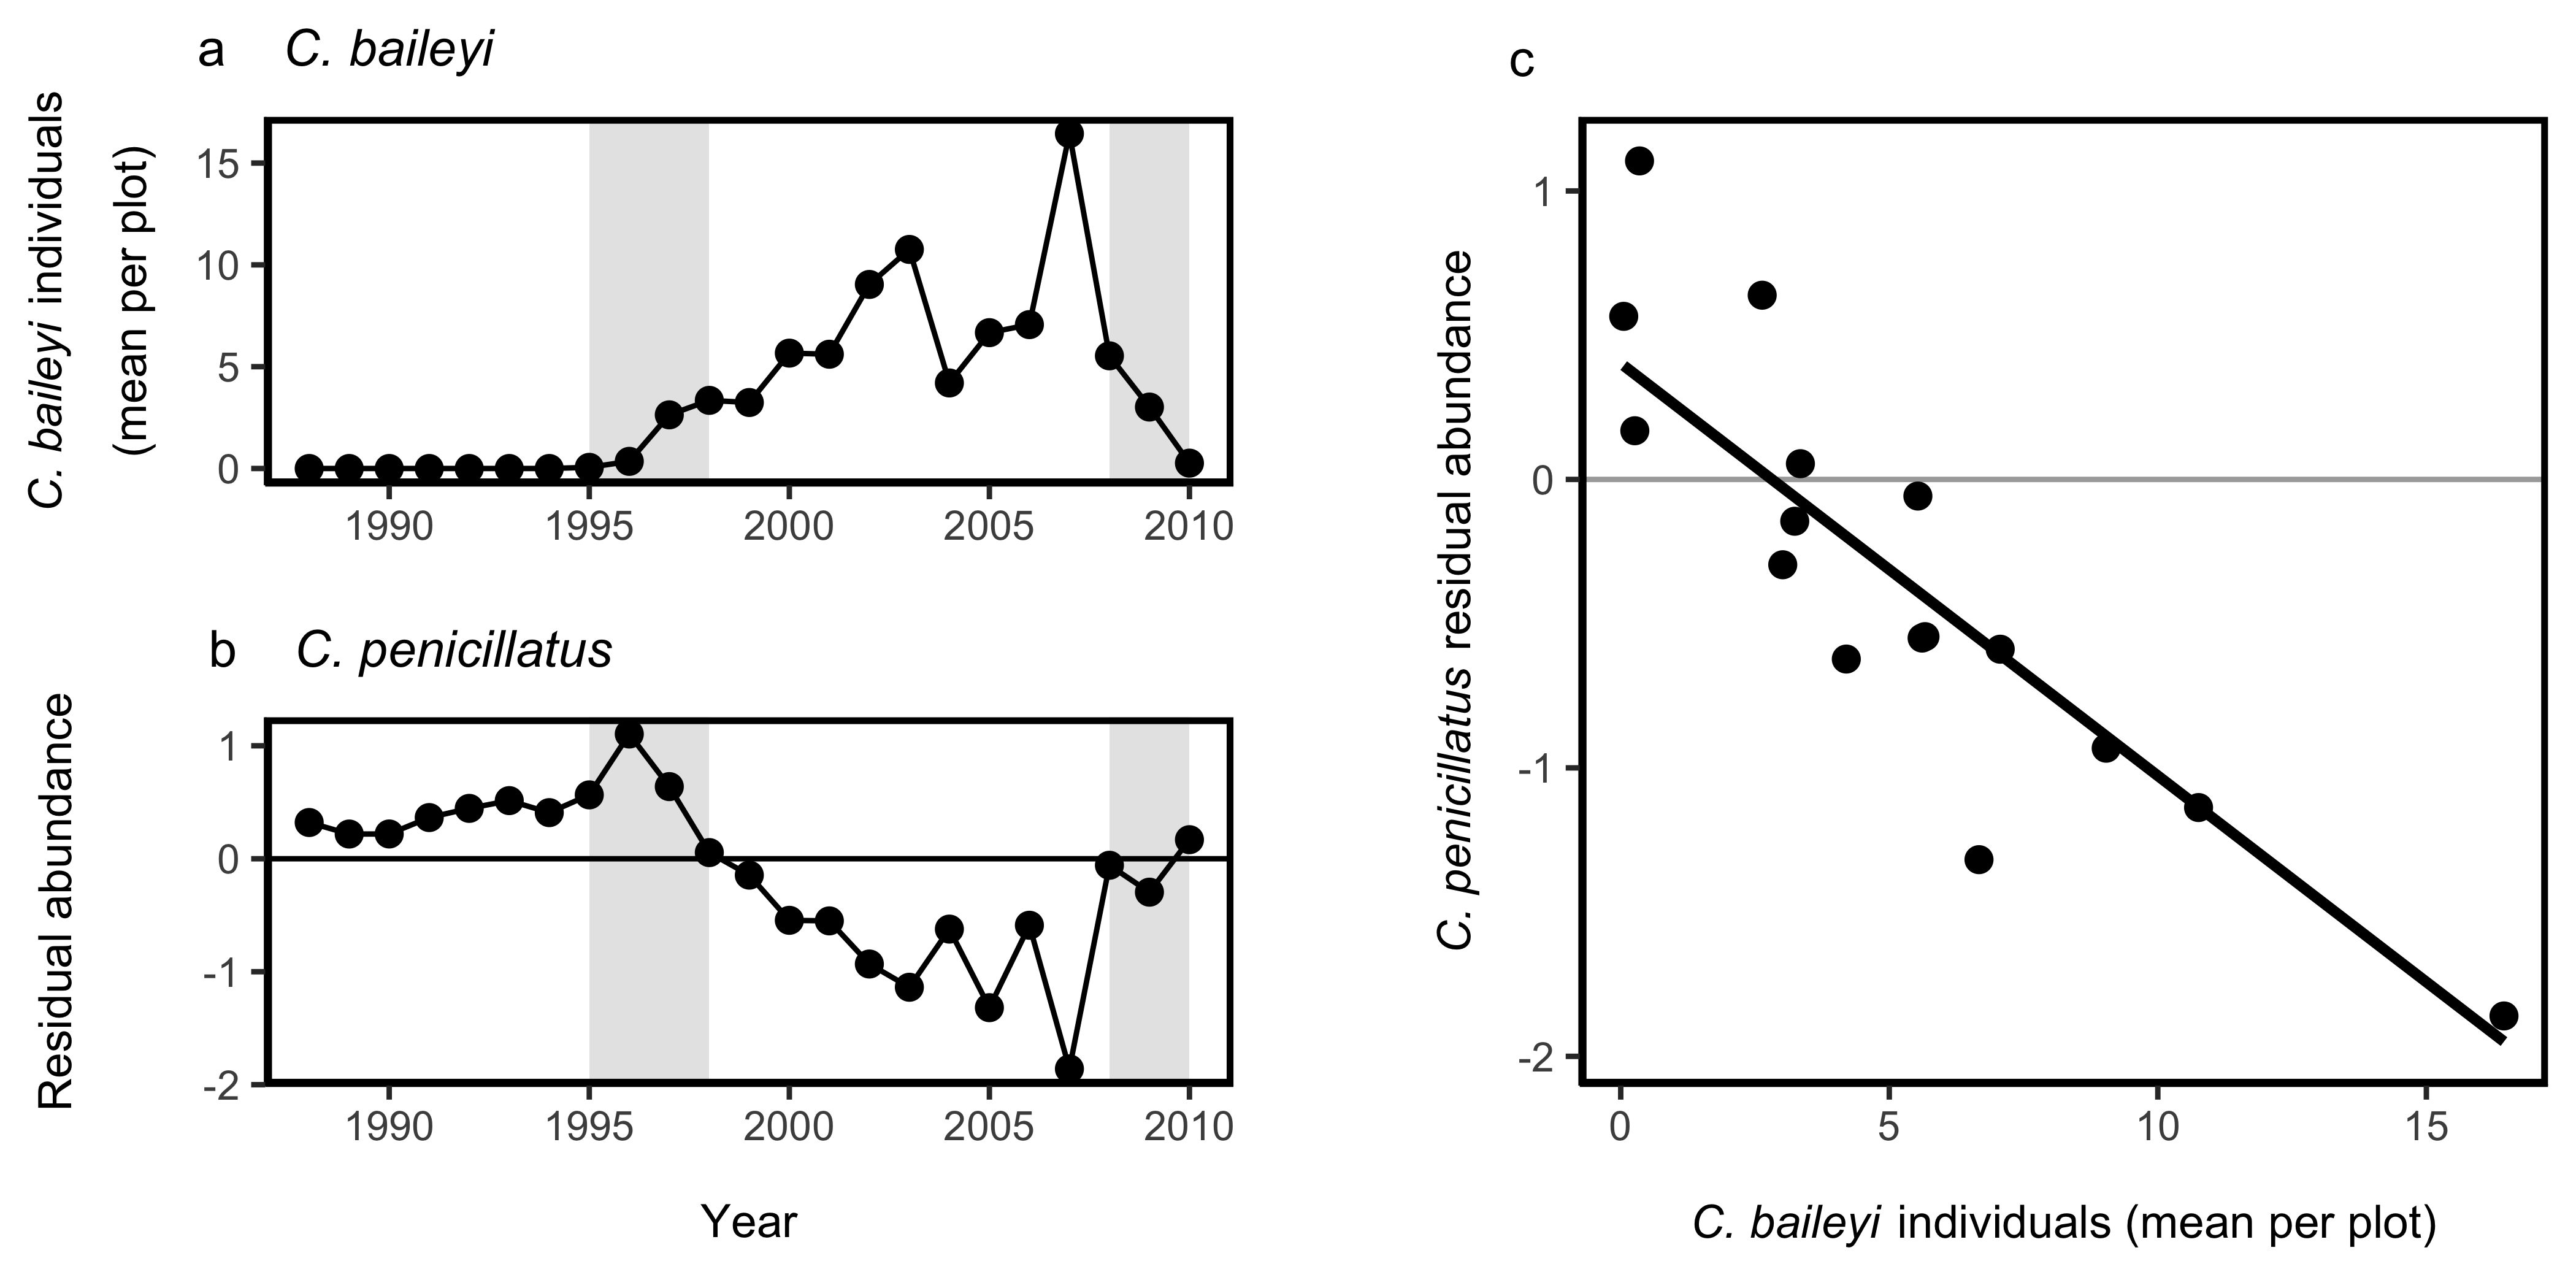 a C. baileyi
C. baileyi individuals
(mean per plot)
15
10
5
0
1990 1995 2000 2005 2010
b C. penicillatus
Residual abundance
1
0
-1
-2
1990 1995 2000 2005 2010
Year
c
C. penicillatus residual abundance
1
0
-1
-2
0 5 10 15
C. baileyi individuals (mean per plot)